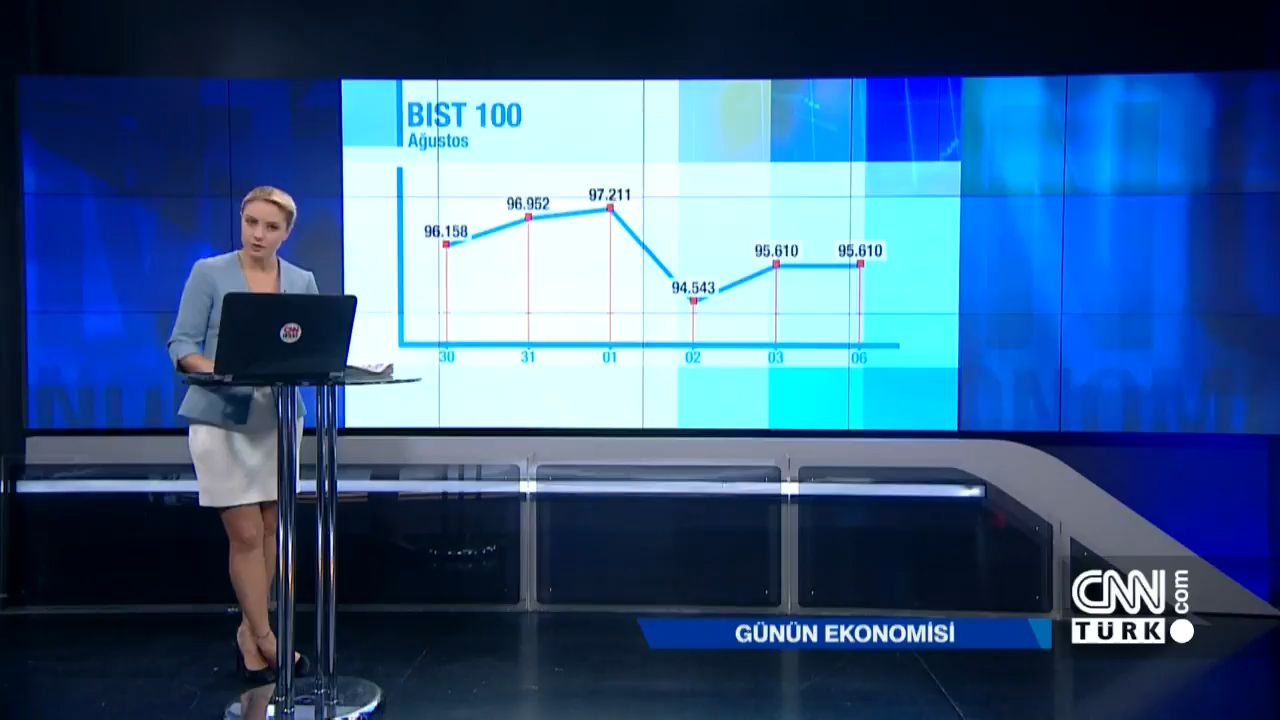 BIST 100
Ağustos
96.158
96.952
97.211
94.543
95.610
95.610
30
31
01
02
03
06
CNN
GÜNÜN EKONOMİSİ
CNN
TÜRK
.com